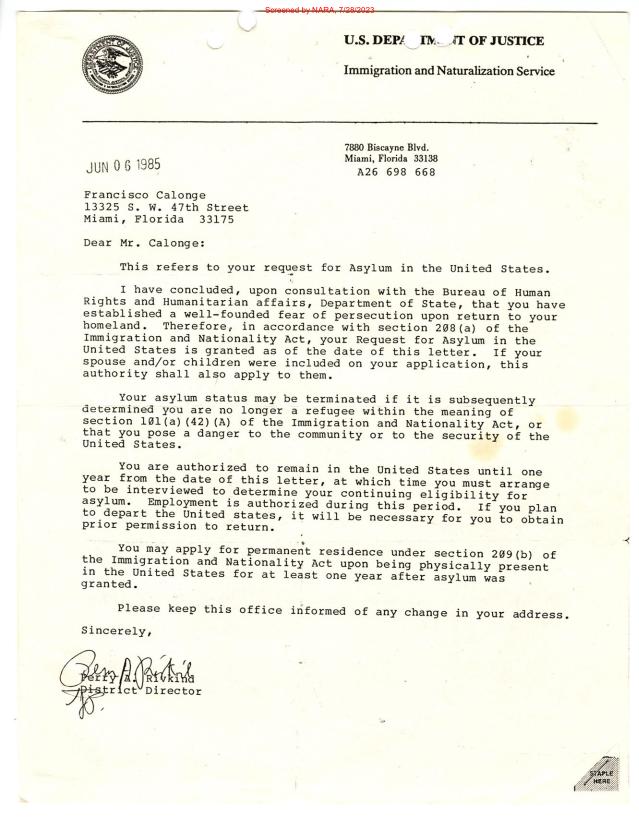 Screened by NARA, 7/28/2023
U.S. DEPARTMENT OF JUSTICE
Immigration and Naturalization Service
7880 Biscayne Blvd.
Miami, Florida 33138
A26 698 668
JUN 06 1985
Francisco Calonge
13325 S. W. 47th Street
Miami, Florida 33175
Dear Mr. Calonge:
This refers to your request for Asylum in the United States.
I have concluded, upon consultation with the Bureau of Human
Rights and Humanitarian affairs, Department of State, that you have
established a well-founded fear of persecution upon return to your
homeland. Therefore, in accordance with section 208(a) of the
Immigration and Nationality Act, your Request for Asylum in the
United States is granted as of the date of this letter. If your
spouse and/or children were included on your application, this
authority shall also apply to them.
Your asylum status may be terminated if it is subsequently
determined you are no longer a refugee within the meaning of
section 101(a)(42)(A) of the Immigration and Nationality Act, or
that you pose a danger to the community or to the security of the
United States.
You are authorized to remain in the United States until one
year from the date of this letter, at which time you must arrange
to be interviewed to determine your continuing eligibility for
asylum. Employment is authorized during this period. If you plan
to depart the United states, it will be necessary for you to obtain
prior permission to return.
You may apply for permanent residence under section 209(b) of
the Immigration and Nationality Act upon being physically present
in the United States for at least one year after asylum was
granted.
Please keep this office informed of any change in your address.
Sincerely,
Perry A. Rivkind
District Director
STAPLE
HERE